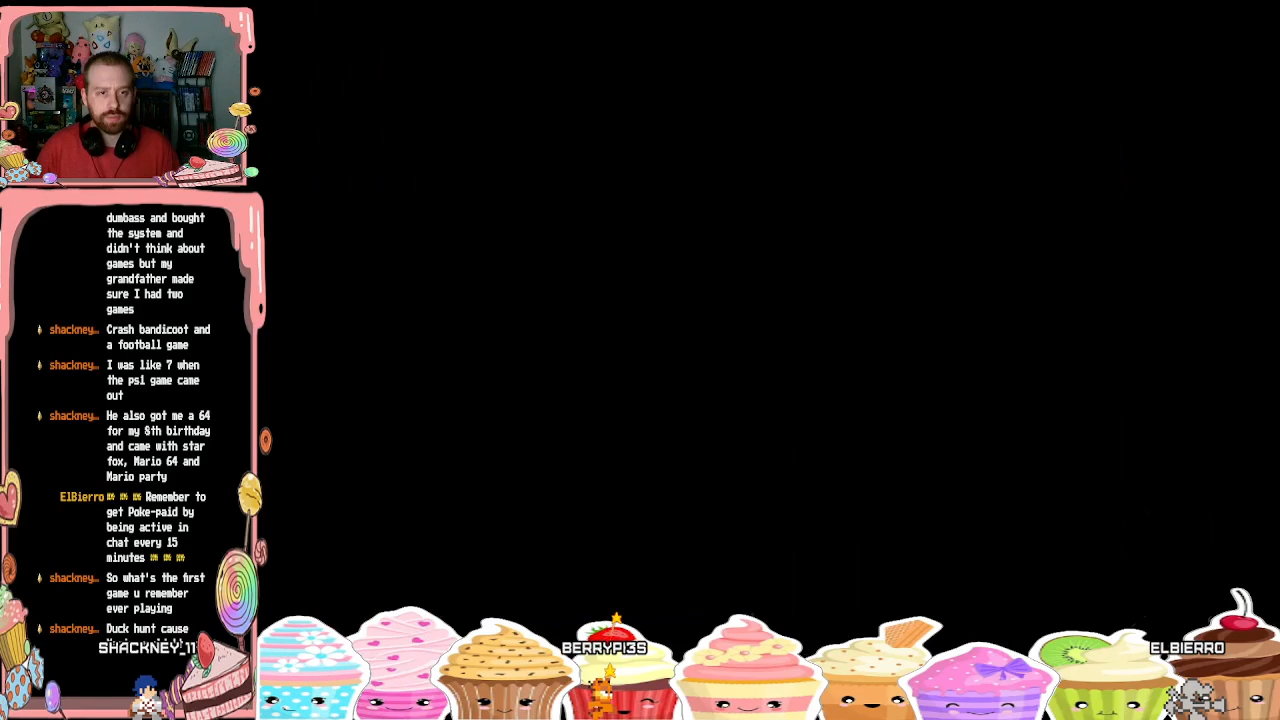 dumbass and bought
the system and
didn't think about
games but my
grandfather made
sure I had two
games
shackney… Crash bandicoot and
a football game
shackney… I was like 7 when
the ps1 game came
out
shackney… He also got me a 64
for my 8th birthday
and came with star
fox, Mario 64 and
Mario party
ElBierro Remember to
get Poke-paid by
being active in
chat every 15
minutes
shackney… So what's the first
game u remember
ever playing
shackney… Duck hunt cause
SHACKNEY_11
BERRYPI3S
ELBIERRO